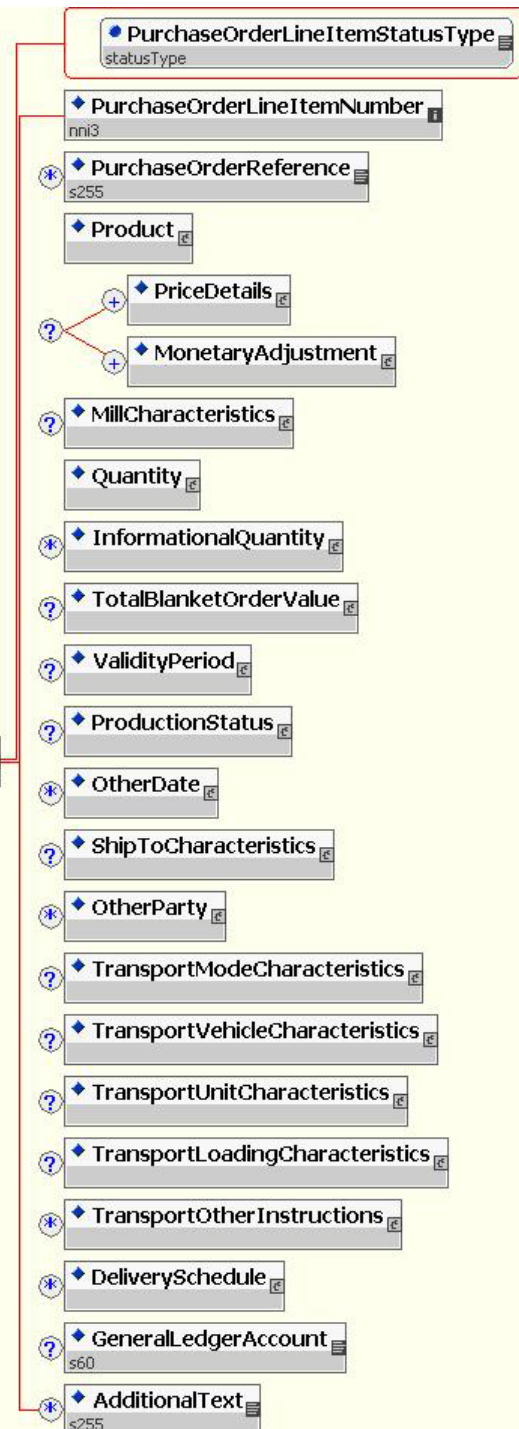 PurchaseOrderLineItemStatusType
statusType
PurchaseOrderLineItemNumber
nni3
* PurchaseOrderReference
s255
Product
+ PriceDetails
?
+ MonetaryAdjustment
? MillCharacteristics
Quantity
* InformationalQuantity
? TotalBlanketOrderValue
? ValidityPeriod
? ProductionStatus
* OtherDate
? ShipToCharacteristics
* OtherParty
? TransportModeCharacteristics
? TransportVehicleCharacteristics
? TransportUnitCharacteristics
? TransportLoadingCharacteristics
* TransportOtherInstructions
* DeliverySchedule
? GeneralLedgerAccount
s60
* AdditionalText
s255